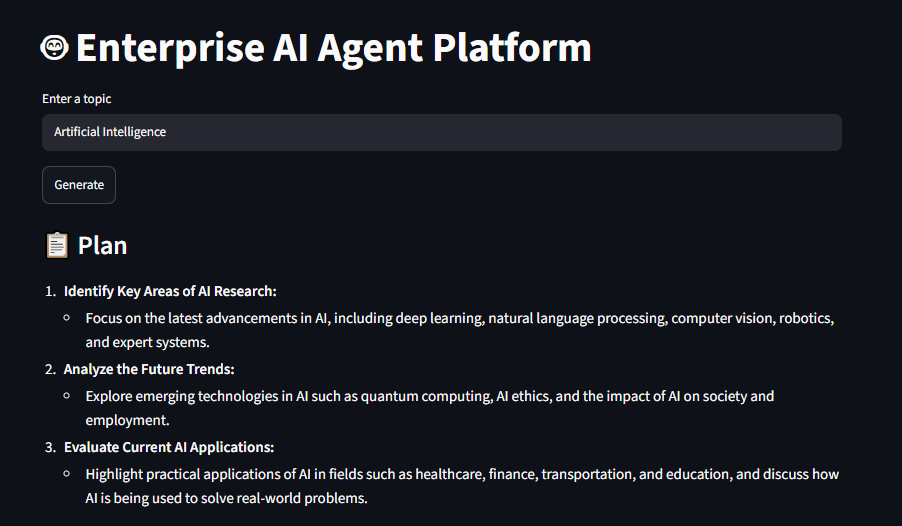 Enterprise AI Agent Platform
Enter a topic
Artificial Intelligence
Generate
Plan
1. Identify Key Areas of AI Research:
Focus on the latest advancements in AI, including deep learning, natural language processing, computer vision, robotics,
and expert systems.
2. Analyze the Future Trends:
Explore emerging technologies in AI such as quantum computing, AI ethics, and the impact of AI on society and
employment.
3. Evaluate Current AI Applications:
Highlight practical applications of AI in fields such as healthcare, finance, transportation, and education, and discuss how
AI is being used to solve real-world problems.